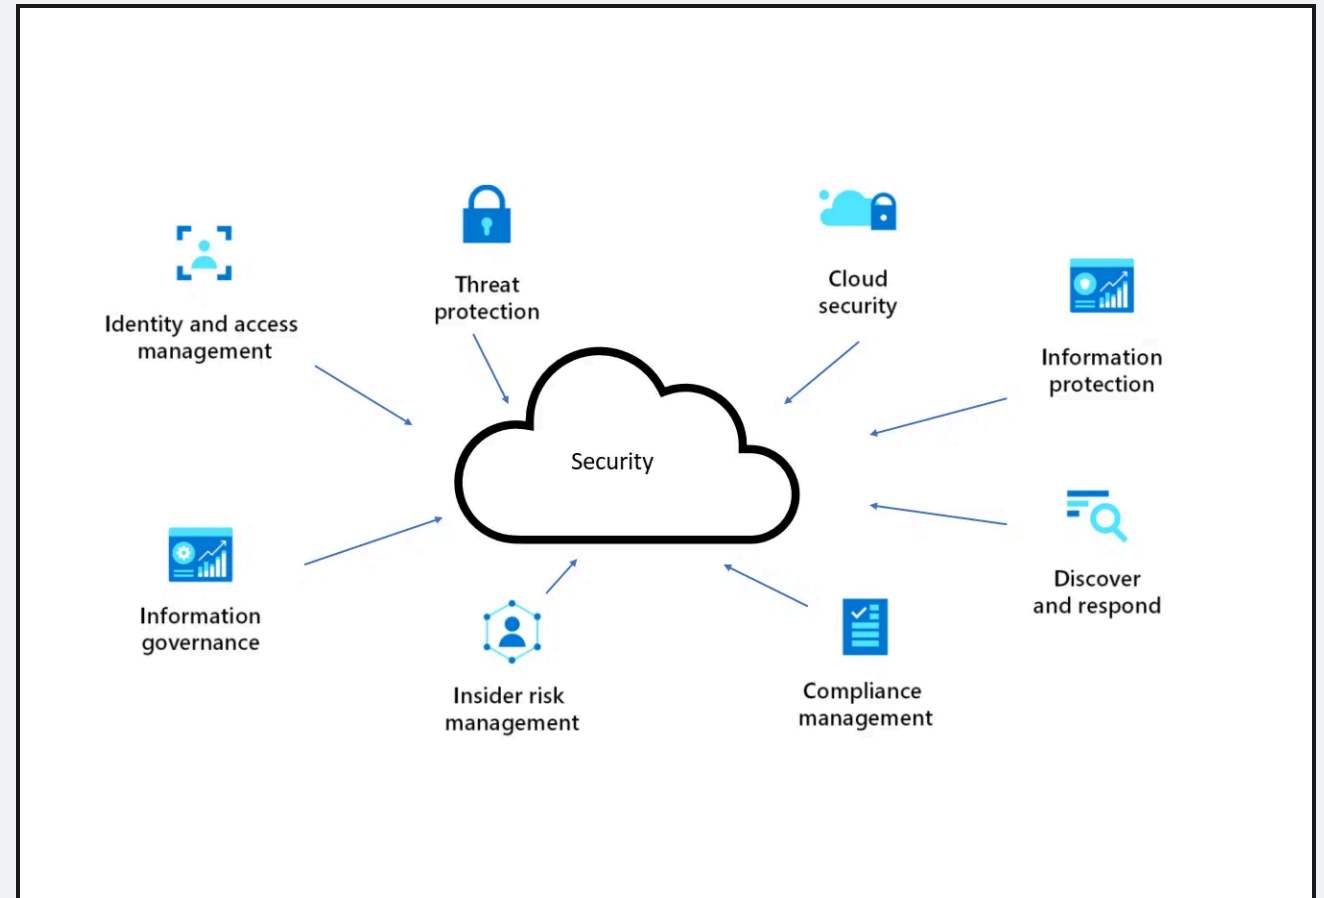 Identity and access
management
Threat
protection
Cloud
security
Information
protection
Security
Information
governance
Insider risk
management
Compliance
management
Discover
and respond